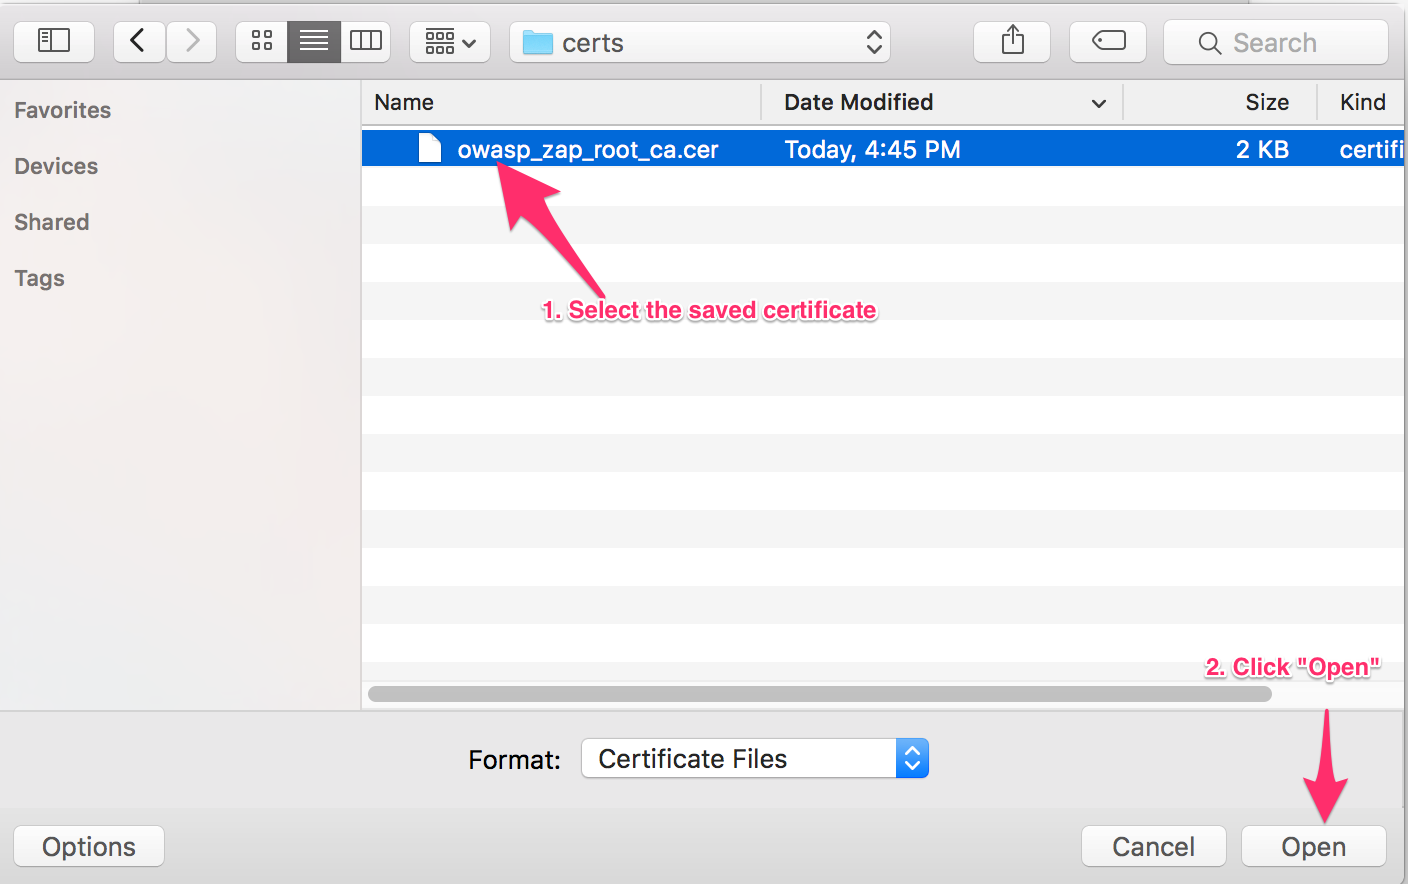 certs
Search
Favorites
Devices
Shared
Tags
Name Date Modified Size Kind
owasp_zap_root_ca.cer Today, 4:45 PM 2 KB certifi
1. Select the saved certificate
2. Click "Open"
Format: Certificate Files
Options Cancel Open